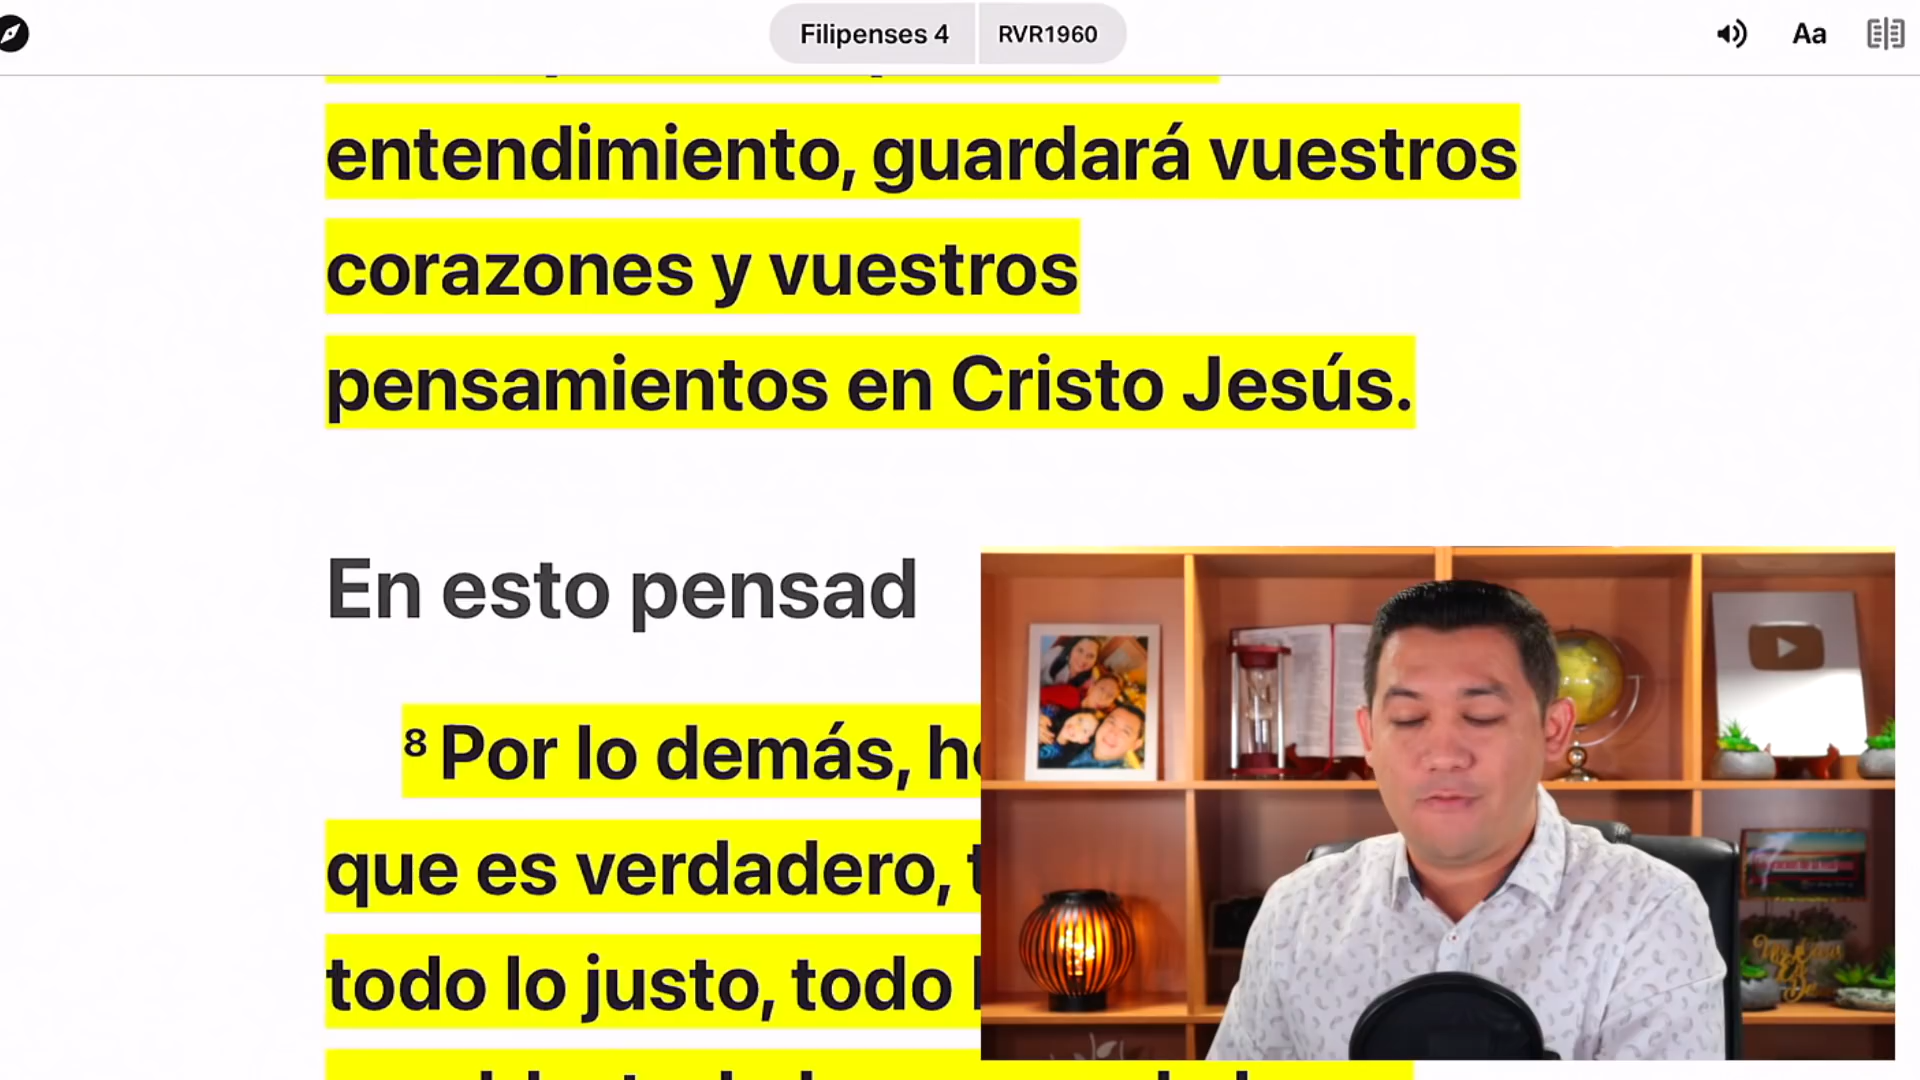 Filipenses 4 RVR1960
Aa
entendimiento, guardará vuestros
corazones y vuestros
pensamientos en Cristo Jesús.
En esto pensad
8 Por lo demás,
que es verdadero,
todo lo justo, todo